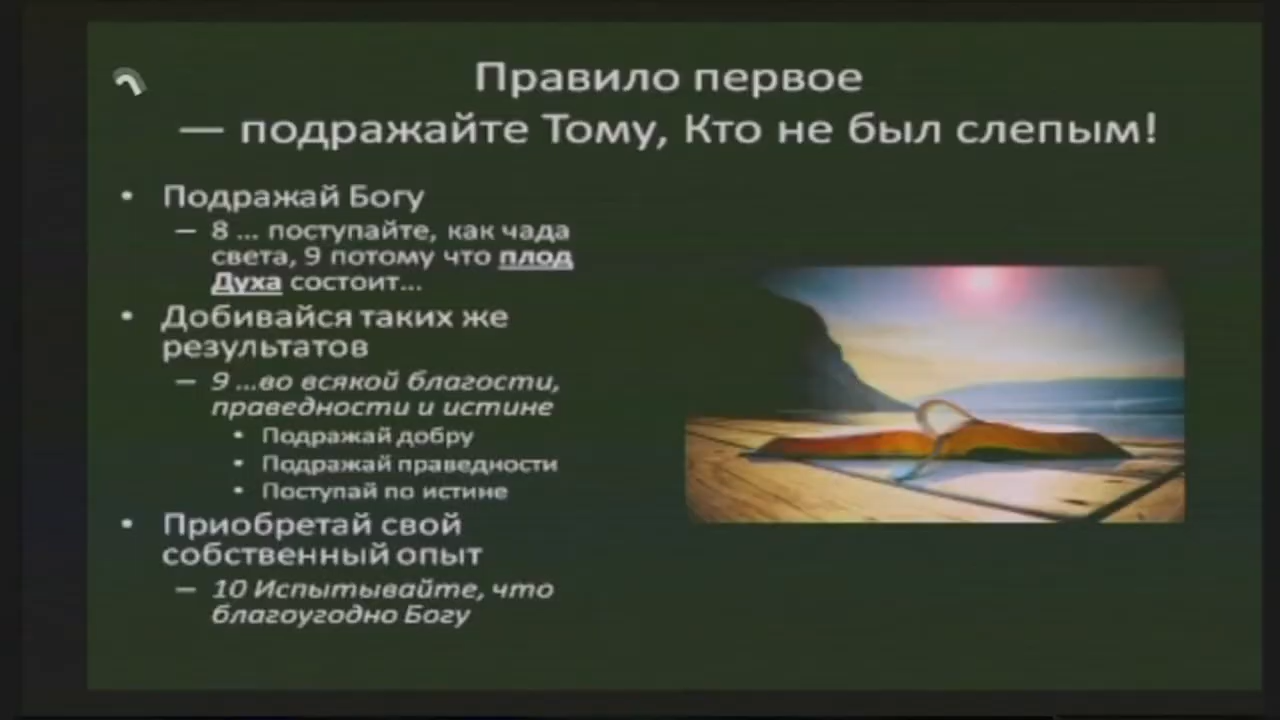 Правило первое
— подражайте Тому, Кто не был слепым!
• Подражай Богу
– 8 ... поступайте, как чада
света, 9 потому что плод
Духа состоит...
• Добивайся таких же
результатов
– 9 ...во всякой благости,
праведности и истине
• Подражай добру
• Подражай праведности
• Поступай по истине
• Приобретай свой
собственный опыт
– 10 Испытывайте, что
благоугодно Богу